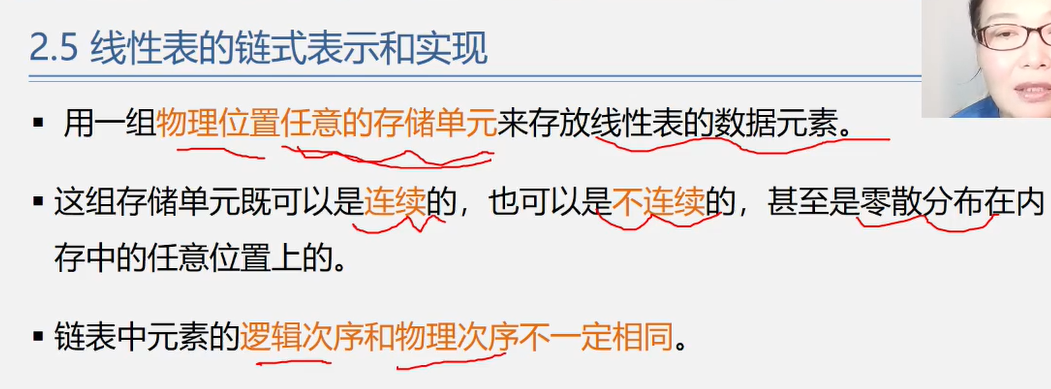 2.5 线性表的链式表示和实现
▪ 用一组物理位置任意的存储单元来存放线性表的数据元素。
▪ 这组存储单元既可以是连续的，也可以是不连续的，甚至是零散分布在内
存中的任意位置上的。
▪ 链表中元素的逻辑次序和物理次序不一定相同。